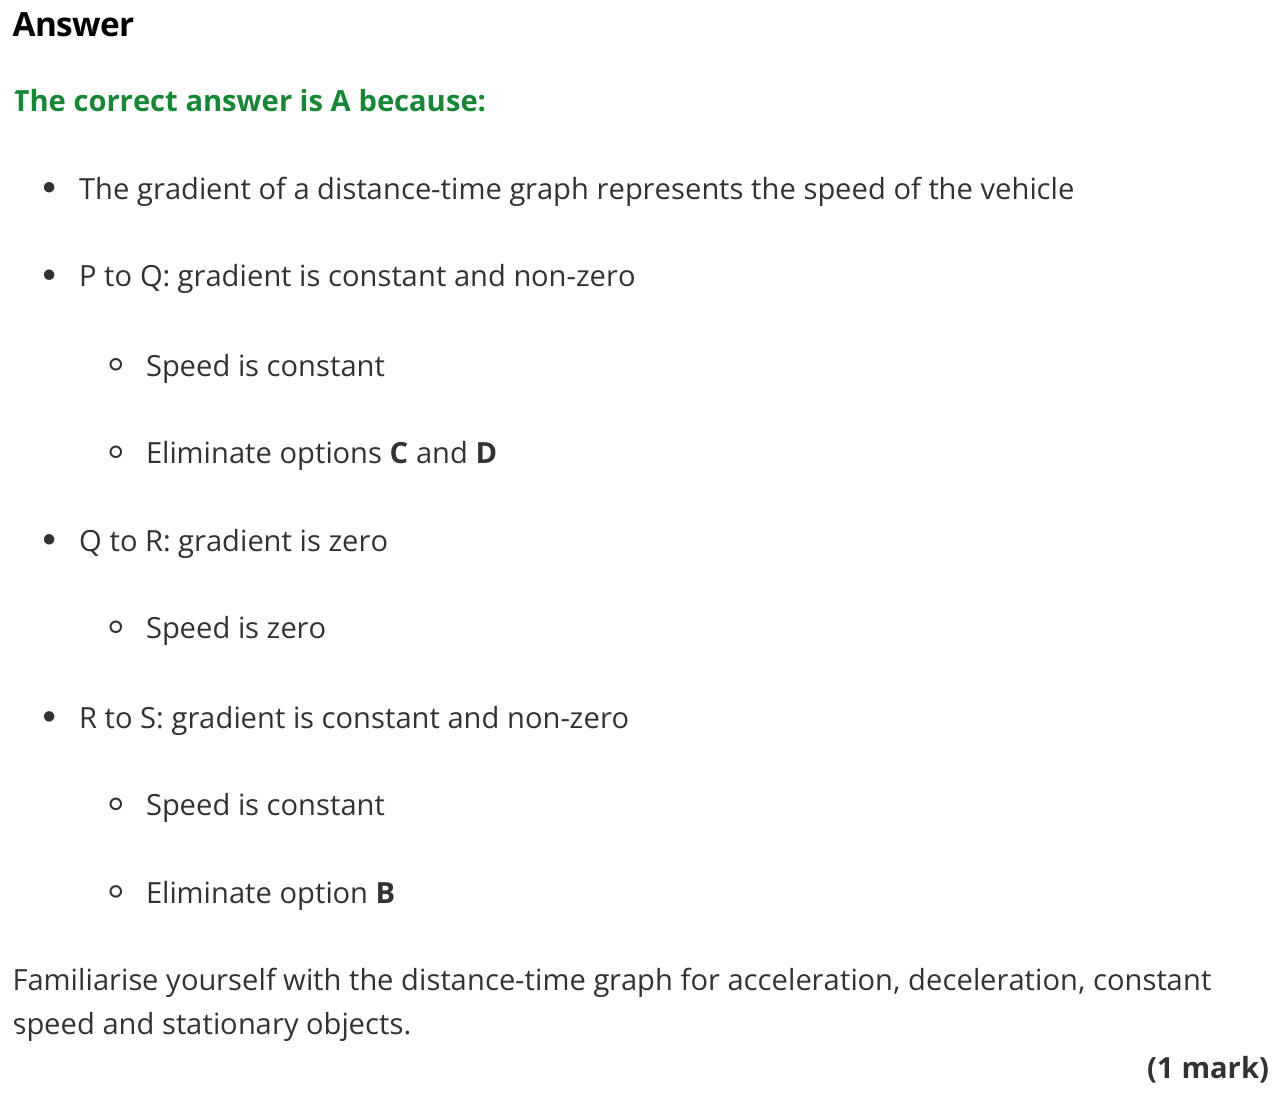 Answer
The correct answer is A because:
• The gradient of a distance-time graph represents the speed of the vehicle
• P to Q: gradient is constant and non-zero
○ Speed is constant
○ Eliminate options C and D
• Q to R: gradient is zero
○ Speed is zero
• R to S: gradient is constant and non-zero
○ Speed is constant
○ Eliminate option B
Familiarise yourself with the distance-time graph for acceleration, deceleration, constant
speed and stationary objects.
(1 mark)